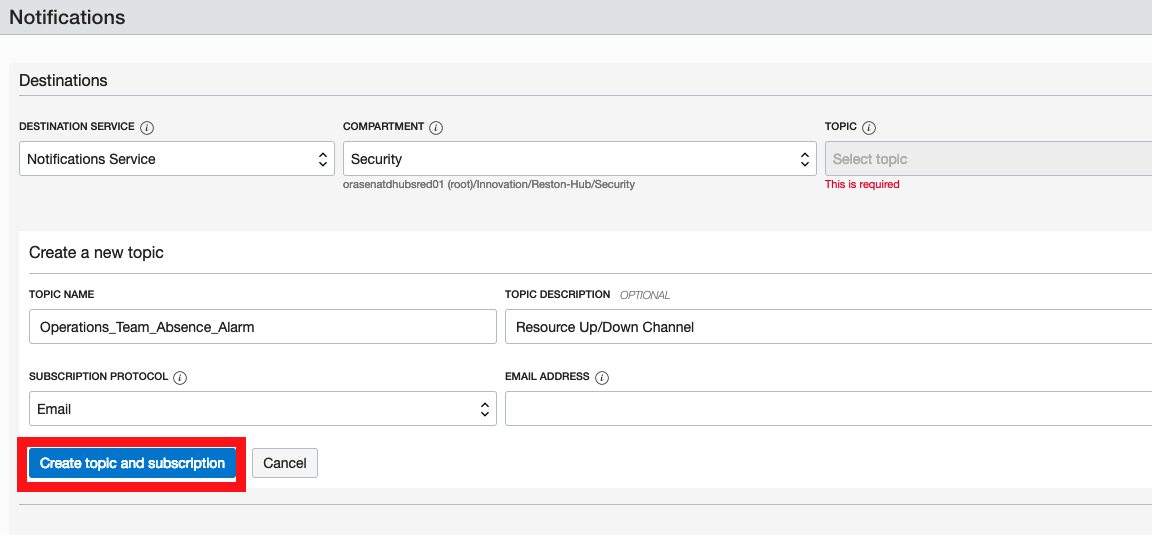 Notifications
Destinations
DESTINATION SERVICE i COMPARTMENT i TOPIC i
Notifications Service Security Select topic
orasenatdhubsred01 (root)/Innovation/Reston-Hub/Security This is required
Create a new topic
TOPIC NAME TOPIC DESCRIPTION OPTIONAL
Operations_Team_Absence_Alarm Resource Up/Down Channel
SUBSCRIPTION PROTOCOL i EMAIL ADDRESS i
Email
Create topic and subscription Cancel